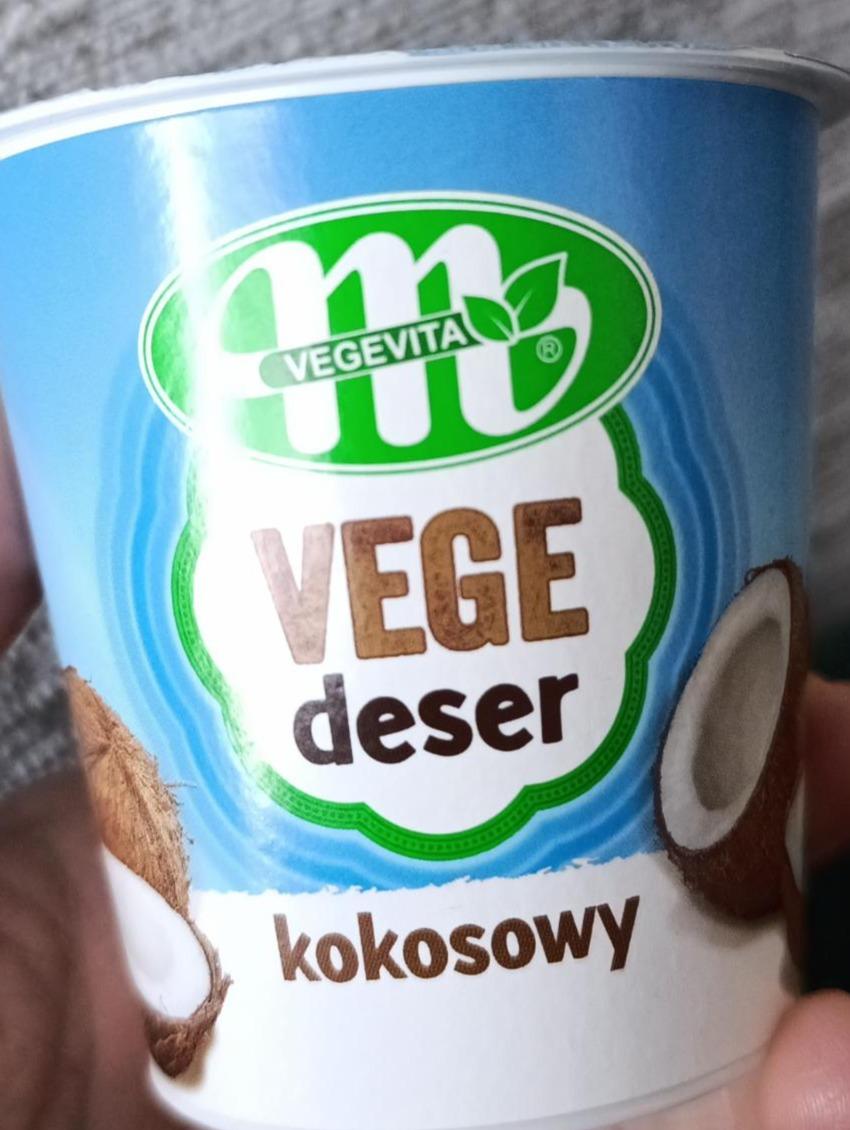 m
VEGEVITA
®
VEGE
deser
kokosowy